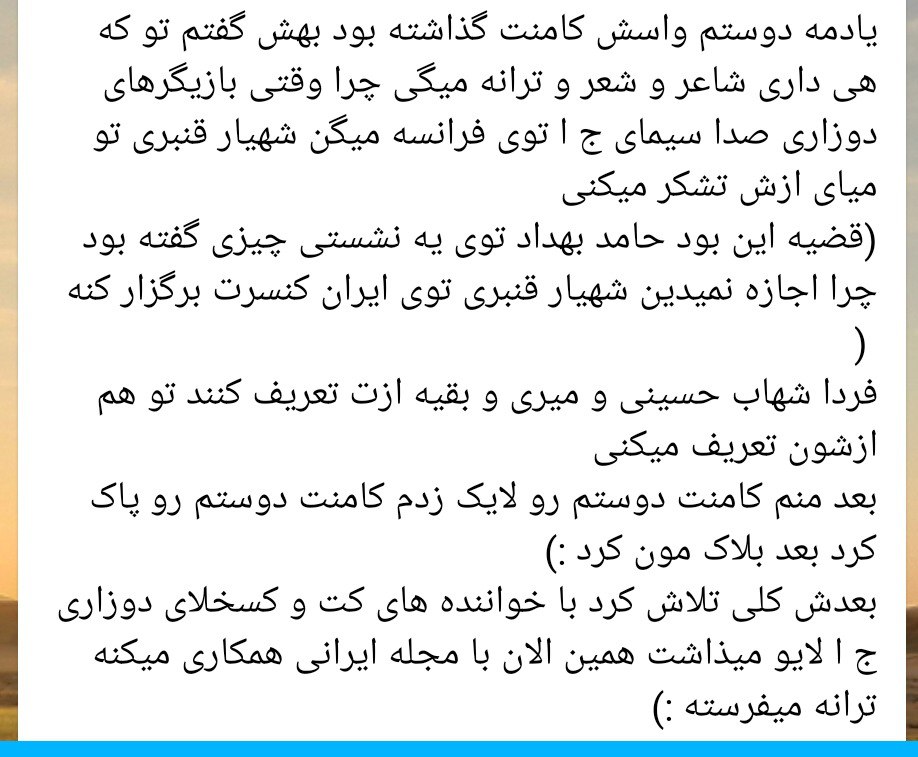 یادمه دوستم واسش کامنت گذاشته بود بهش گفتم تو که
هی داری شاعر و شعر و ترانه میگی چرا وقتی بازیگرهای
دوزاری صدا سیمای ج ا توی فرانسه میگن شهیار قنبری تو
میای ازش تشکر میکنی
(قضیه این بود حامد بهداد توی یه نشستی چیزی گفته بود
چرا اجازه نمیدین شهیار قنبری توی ایران کنسرت برگزار کنه
(
فردا شهاب حسینی و میری و بقیه ازت تعریف کنند تو هم
ازشون تعریف میکنی
بعد منم کامنت دوستم رو لایک زدم کامنت دوستم رو پاک
کرد بعد بلاک مون کرد :)
بعدش کلی تلاش کرد با خواننده های کت و کسخلای دوزاری
ج ا لایو میذاشت همین الان با مجله ایرانی همکاری میکنه
ترانه میفرسته :)